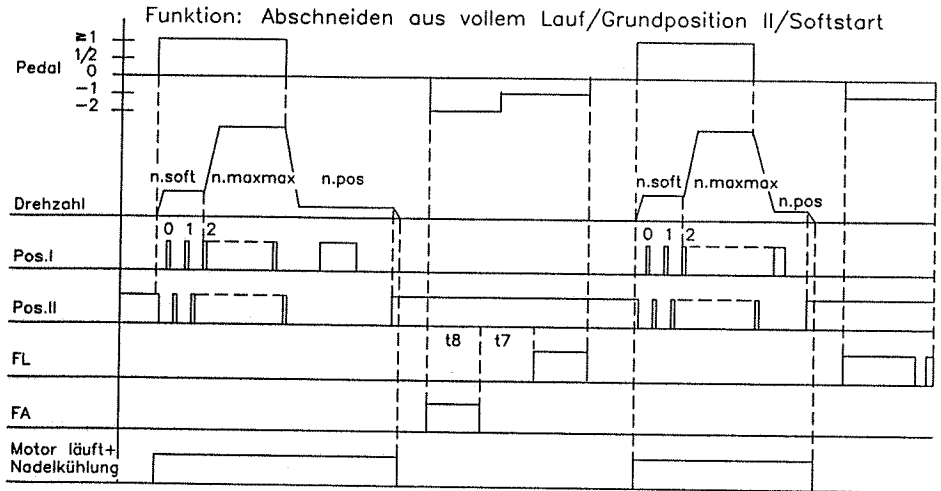 Funktion: Abschneiden aus vollem Lauf/Grundposition II/Softstart
≥1
1/2
Pedal 0
-1
-2
n.soft n.maxmax n.pos n.soft n.maxmax n.pos
Drehzahl
0 1 2 0 1 2
Pos.I
Pos.II
t8 t7
FL
FA
Motor läuft+
Nadelkühlung